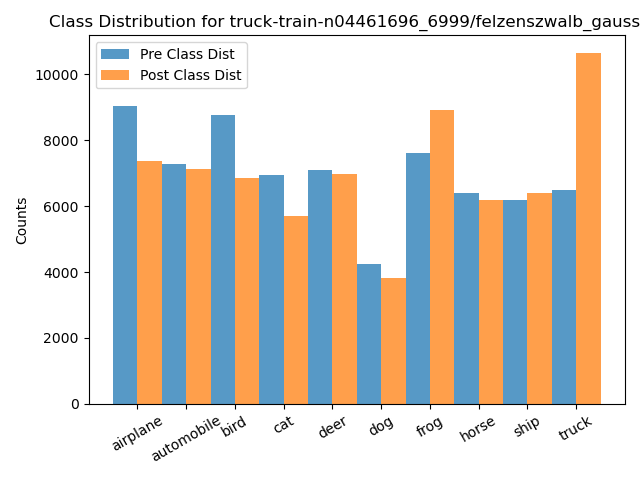 Class Distribution for truck-train-n04461696_6999/felzenszwalb_gauss
Pre Class Dist
Post Class Dist
Counts
10000
8000
6000
4000
2000
0
airplane
automobile
bird
cat
deer
dog
frog
horse
ship
truck